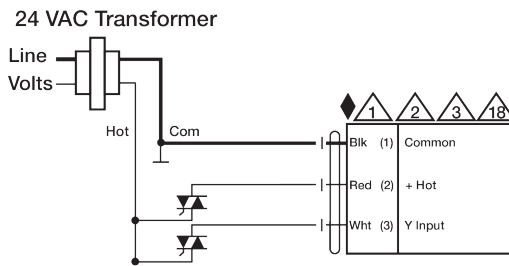 24 VAC Transformer
Line
Volts
Hot
Com
1 2 3 18
Blk (1) Common
Red (2) + Hot
Wht (3) Y Input